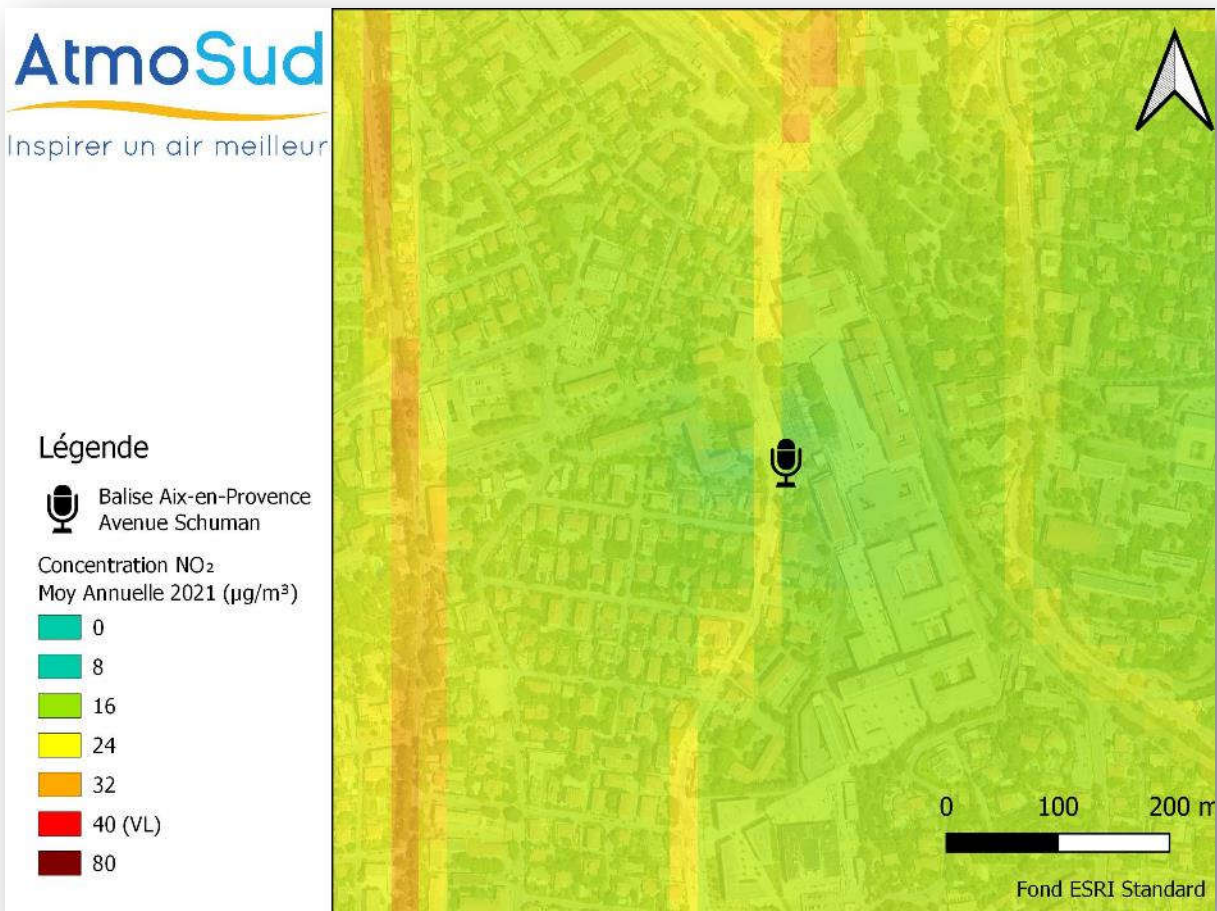 AtmoSud
Inspirer un air meilleur
Légende
Balise Aix-en-Provence
Avenue Schuman
Concentration NO₂
Moy Annuelle 2021 (µg/m³)
0
8
16
24
32
40 (VL)
80
0 100 200 m
Fond ESRI Standard